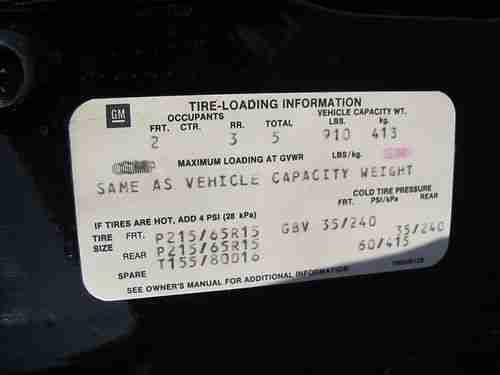 GM
TIRE-LOADING INFORMATION
OCCUPANTS VEHICLE CAPACITY WT.
FRT. CTR. RR. TOTAL LBS. kg.
2 3 5 910 413
MAXIMUM LOADING AT GVWR LBS/kg.
SAME AS VEHICLE CAPACITY WEIGHT
COLD TIRE PRESSURE
IF TIRES ARE HOT, ADD 4 PSI (28 kPa) FRT. PSI/kPa REAR
TIRE SIZE FRT. P215/65R15 GBV 35/240 35/240
REAR P215/65R15 60/415
SPARE T155/80D16
SEE OWNER'S MANUAL FOR ADDITIONAL INFORMATION